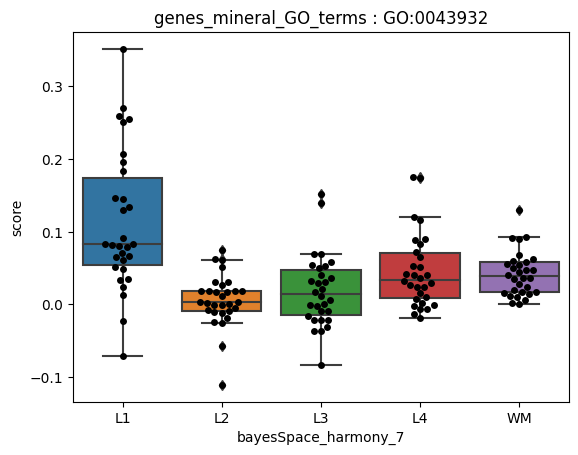 genes_mineral_GO_terms : GO:0043932
score
0.3
0.2
0.1
0.0
−0.1
L1 L2 L3 L4 WM
bayesSpace_harmony_7